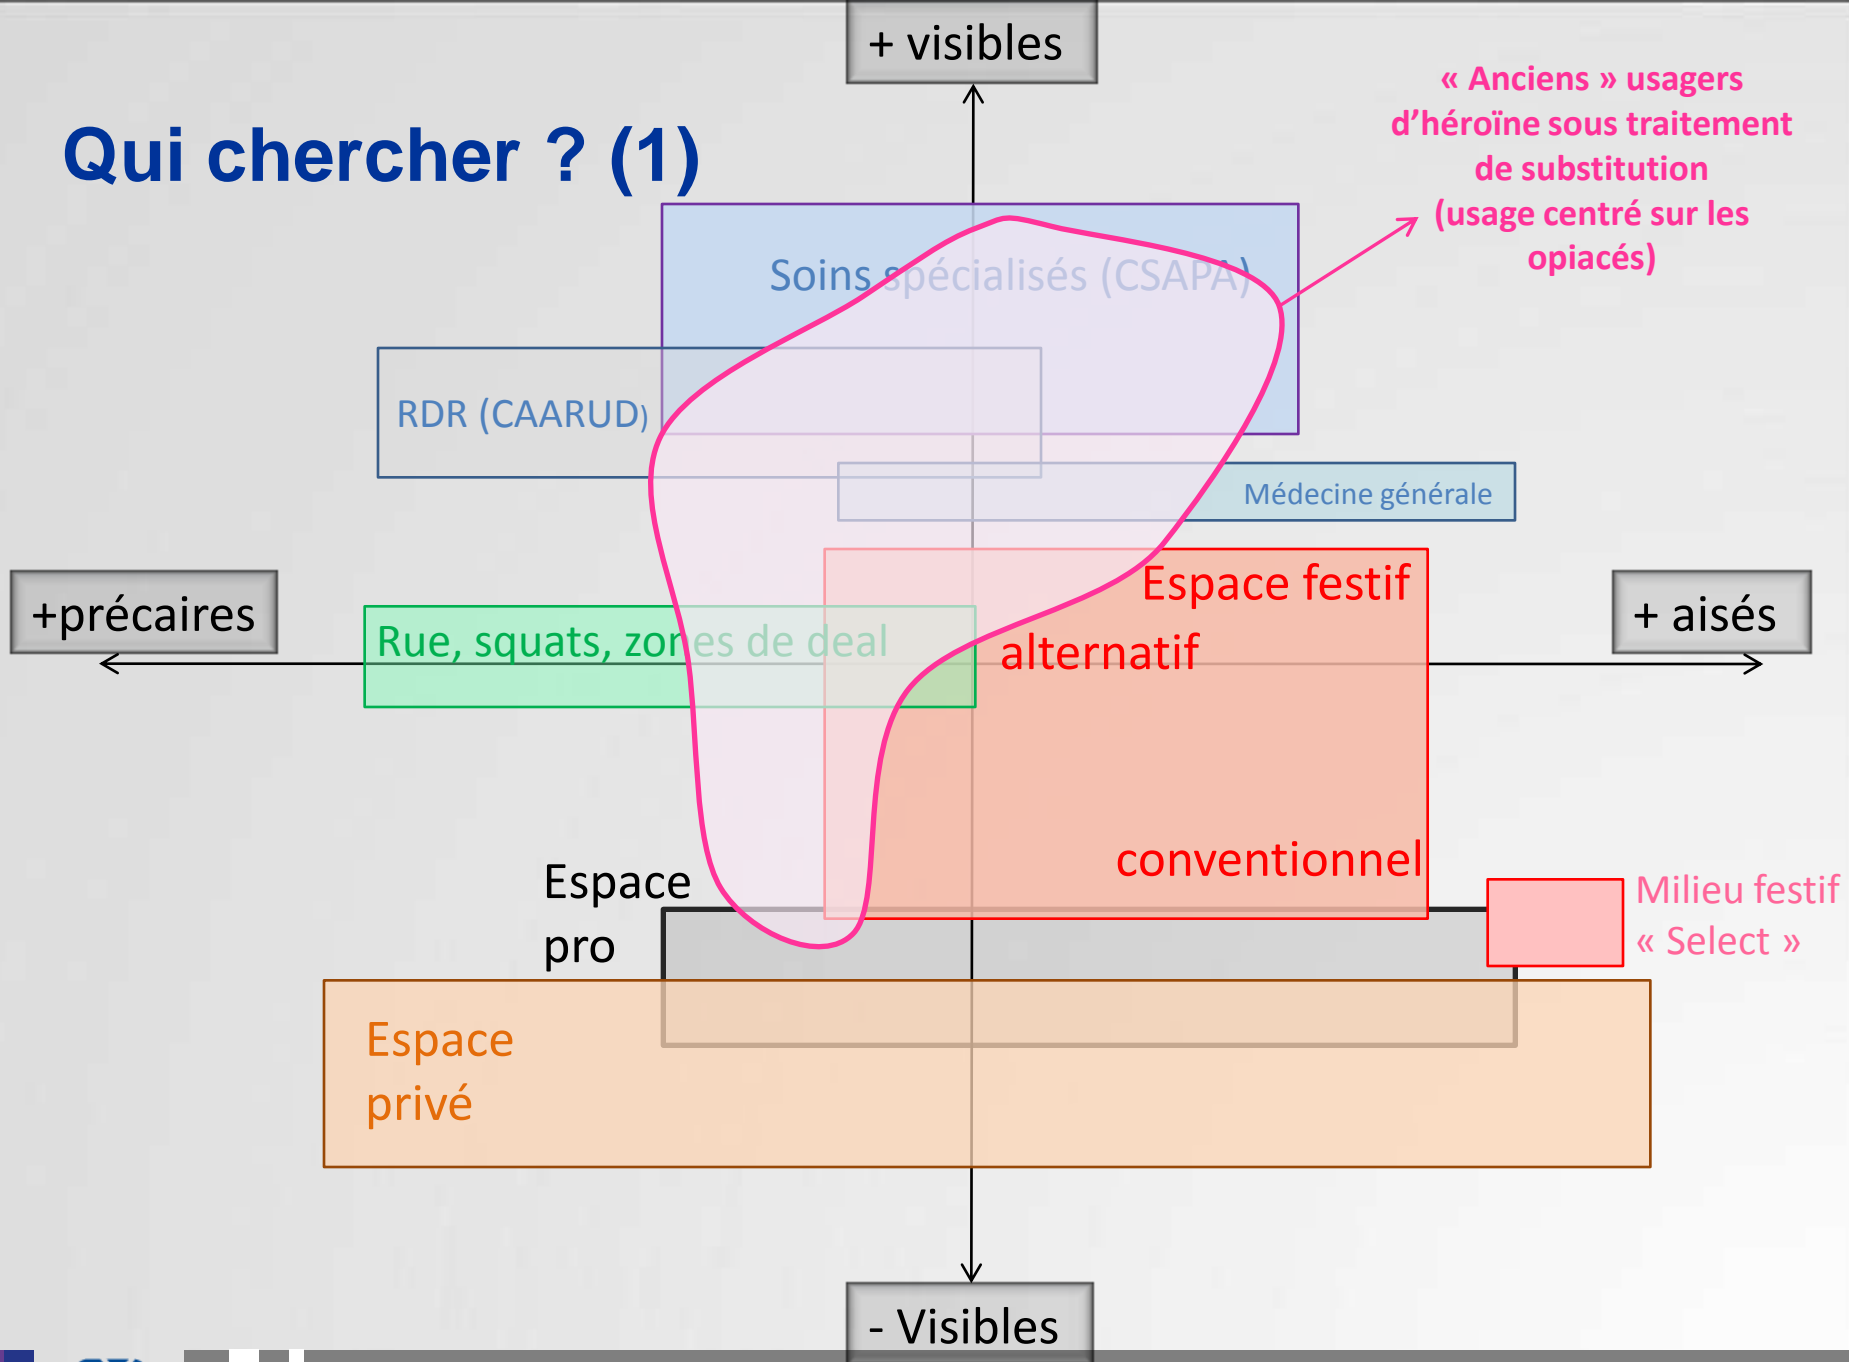 + visibles
« Anciens » usagers
d’héroïne sous traitement
de substitution
(usage centré sur les
opiacés)
Qui chercher ? (1)
Soins spécialisés (CSAPA)
RDR (CAARUD)
Médecine générale
Espace festif
+précaires
+ aisés
Rue, squats, zones de deal
alternatif
conventionnel
Espace
pro
Milieu festif
« Select »
Espace
privé
- Visibles